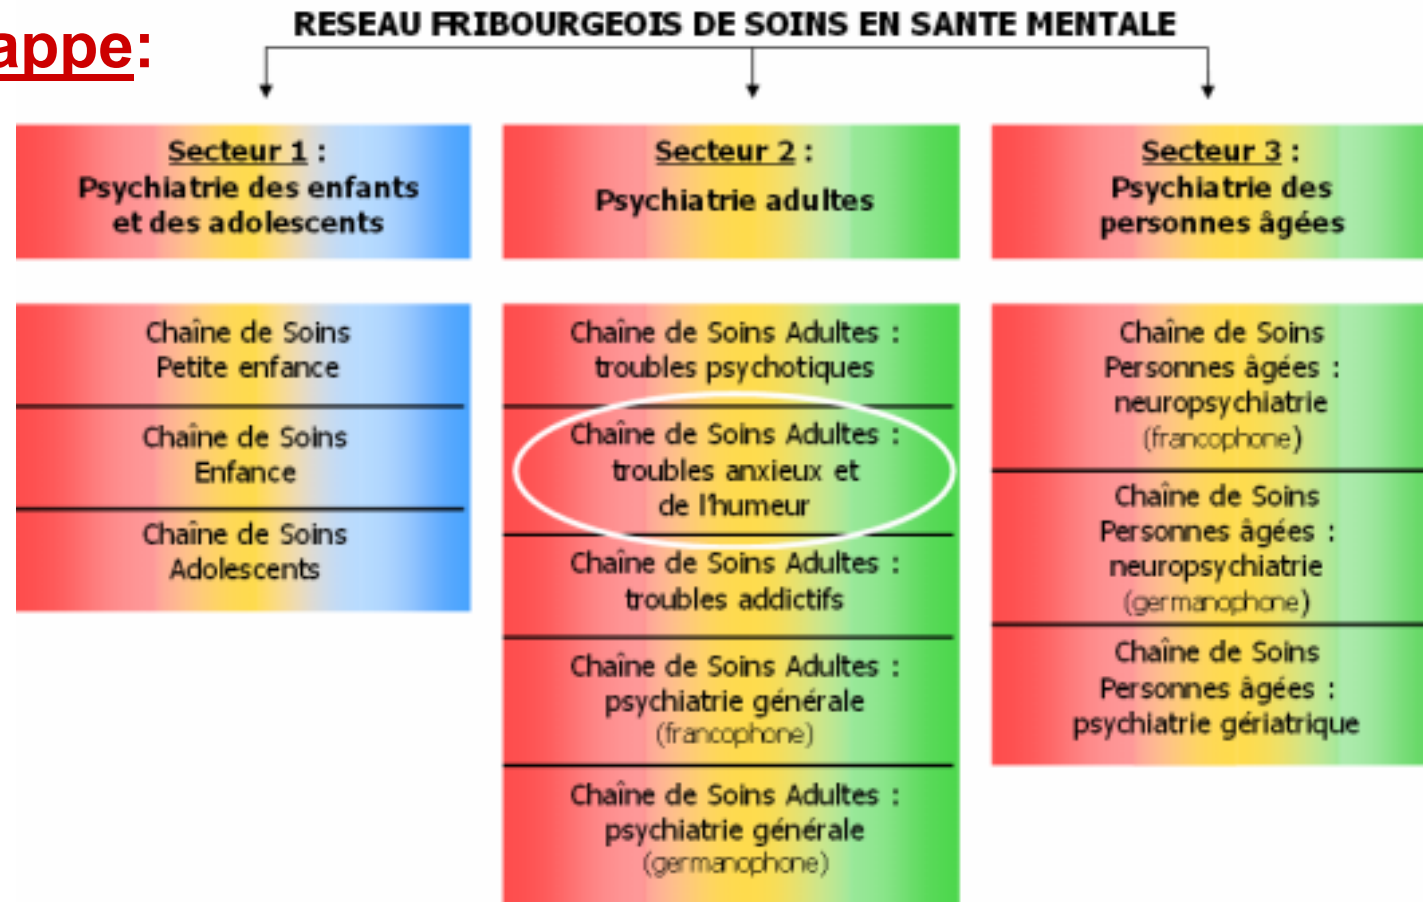 RESEAU FRIBOURGEOIS DE SOINS EN SANTE MENTALE
appe:
Secteur 1 :
Psychiatrie des enfants
et des adolescents
Chaîne de Soins
Petite enfance
Chaîne de Soins
Enfance
Chaîne de Soins
Adolescents
Secteur 2 :
Psychiatrie adultes
Chaîne de Soins Adultes :
troubles psychotiques
Chaîne de Soins Adultes :
troubles anxieux et
de l'humeur
Chaîne de Soins Adultes :
troubles addictifs
Chaîne de Soins Adultes :
psychiatrie générale
(francophone)
Chaîne de Soins Adultes :
psychiatrie générale
(germanophone)
Secteur 3 :
Psychiatrie des
personnes âgées
Chaîne de Soins
Personnes âgées :
neuropsychiatrie
(francophone)
Chaîne de Soins
Personnes âgées :
neuropsychiatrie
(germanophone)
Chaîne de Soins
Personnes âgées :
psychiatrie gériatrique